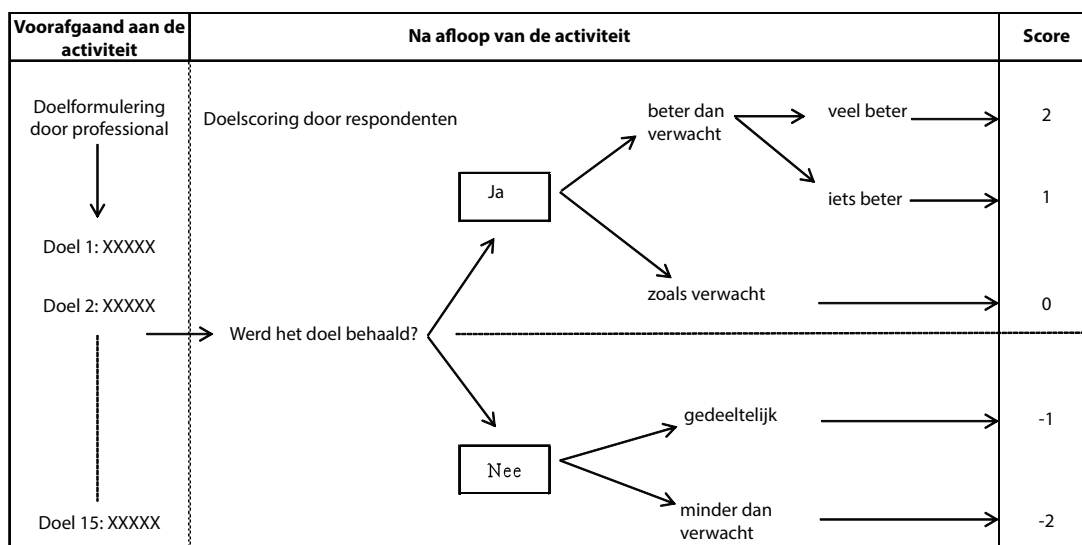 Voorafgaand aan de
activiteit
Na afloop van de activiteit
Score
Doelformulering
door professional
Doelscoring door respondenten
beter dan
verwacht
veel beter
2
Ja
iets beter
1
Doel 1: XXXXX
Doel 2: XXXXX
zoals verwacht
0
Werd het doel behaald?
gedeeltelijk
-1
Nee
Doel 15: XXXXX
minder dan
verwacht
-2